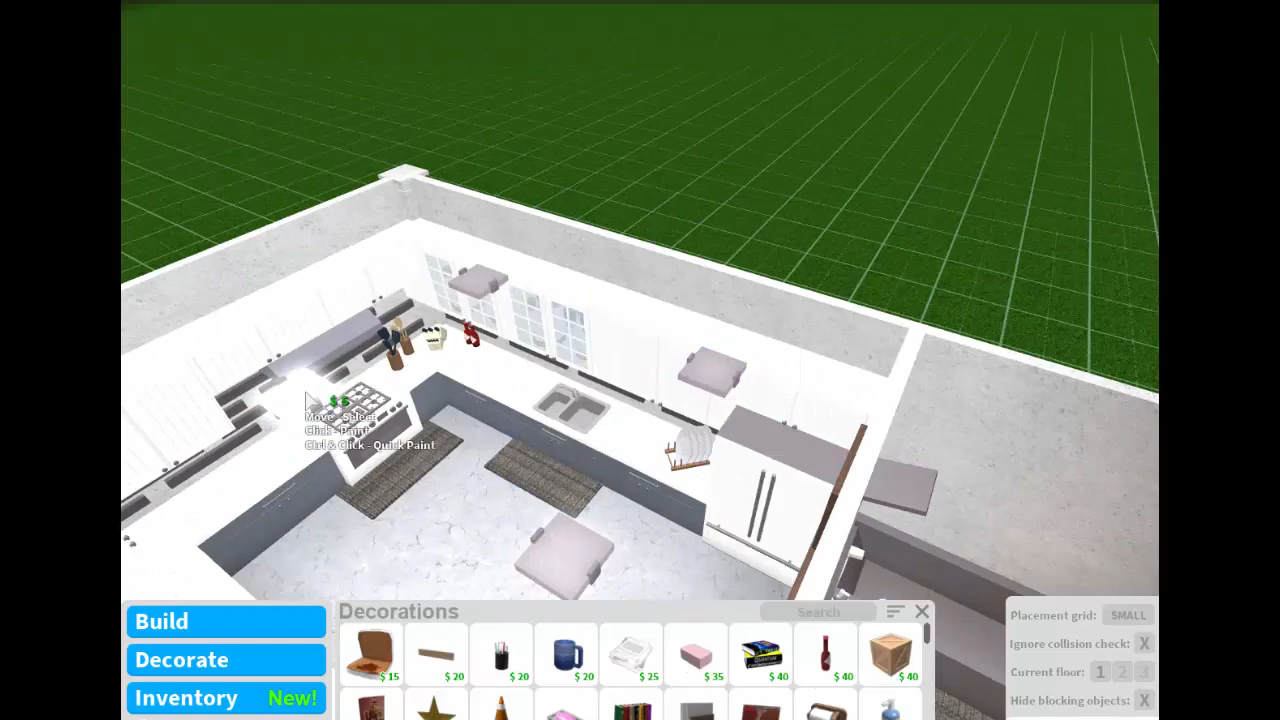 $ $
Move - Select
Click - Paint
Ctrl & Click - Quick Paint
Build
Decorate
Inventory New!
Decorations
Search
$ 15
$ 20
$ 20
$ 20
$ 25
$ 35
$ 40
$ 40
$ 40
Placement grid: SMALL
Ignore collision check: X
Current floor: 1 2 3
Hide blocking objects: X